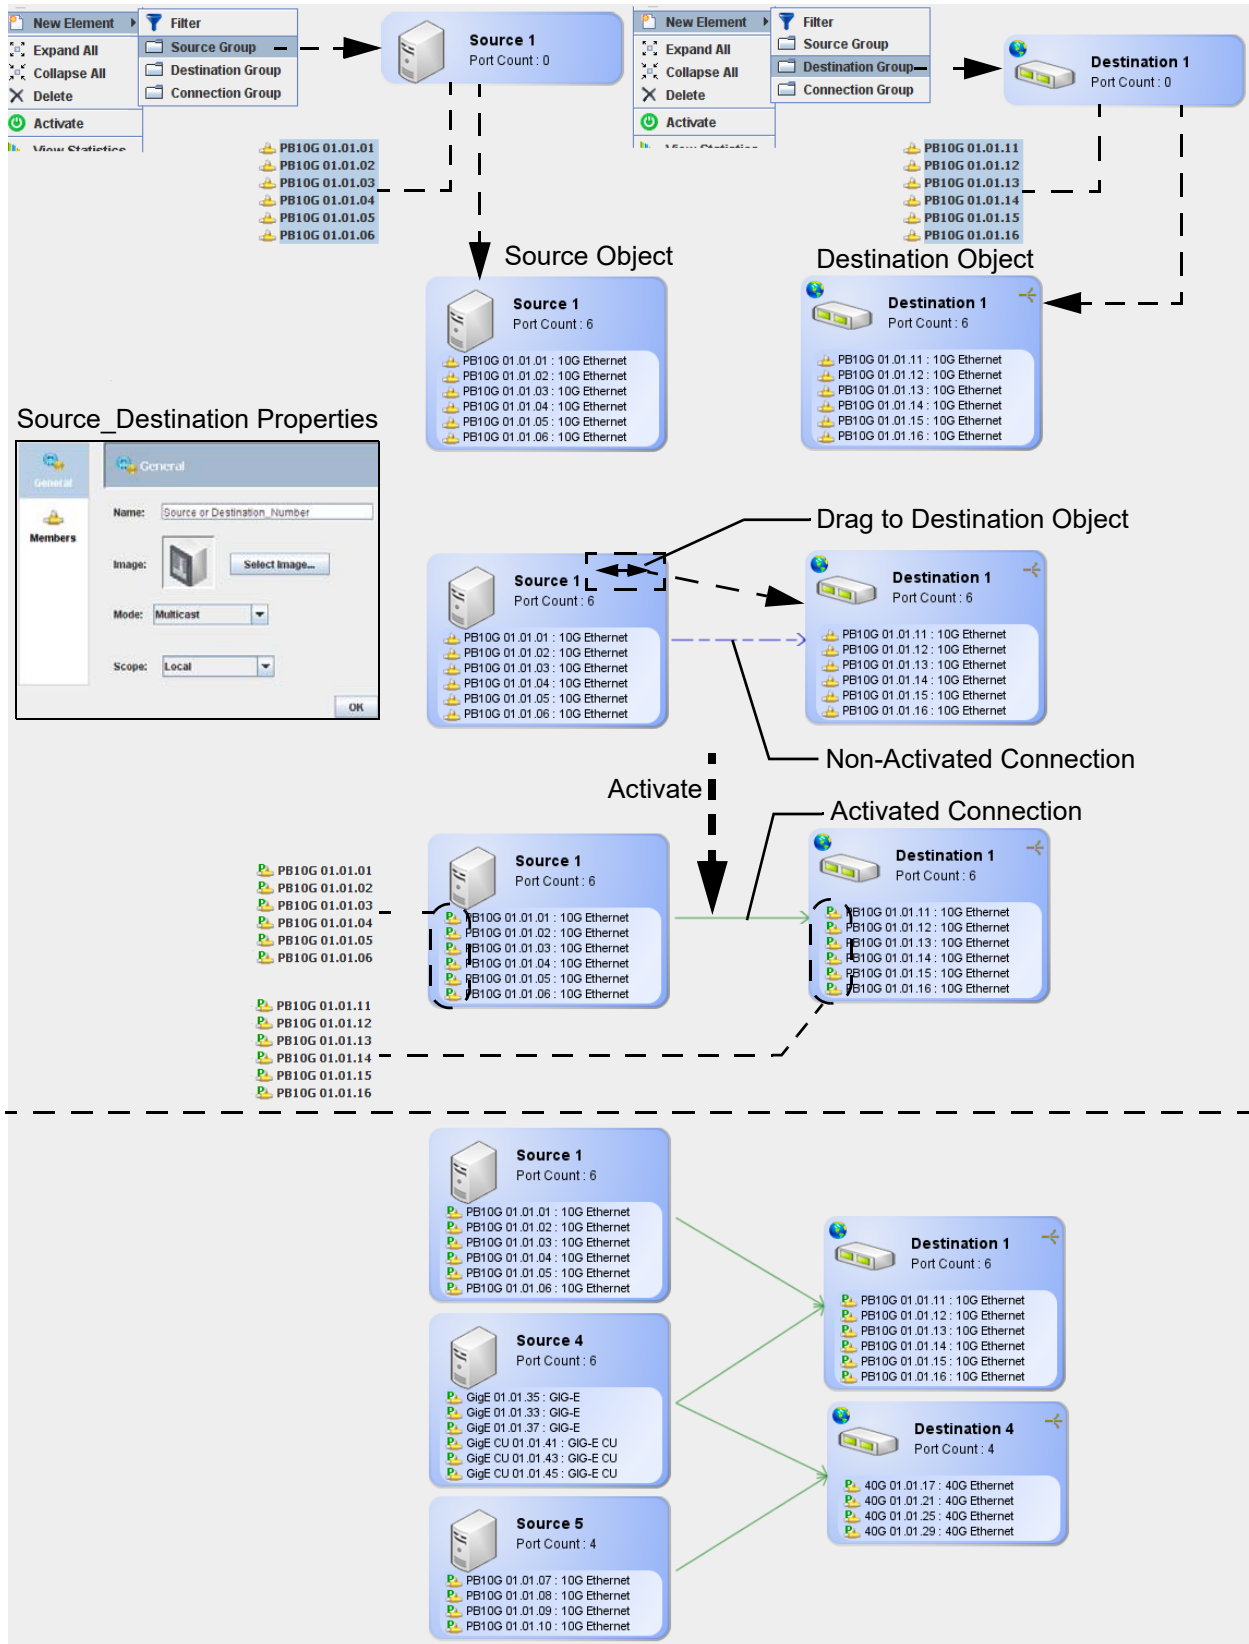 New Element
Filter
Expand All
Source Group
Collapse All
Destination Group
Delete
Connection Group
Activate
View Statistics
Source 1
Port Count : 0
New Element
Filter
Expand All
Source Group
Collapse All
Destination Group
Delete
Connection Group
Activate
View Statistics
Destination 1
Port Count : 0
PB10G 01.01.01
PB10G 01.01.02
PB10G 01.01.03
PB10G 01.01.04
PB10G 01.01.05
PB10G 01.01.06
PB10G 01.01.11
PB10G 01.01.12
PB10G 01.01.13
PB10G 01.01.14
PB10G 01.01.15
PB10G 01.01.16
Source Object
Destination Object
Source 1
Port Count : 6
PB10G 01.01.01 : 10G Ethernet
PB10G 01.01.02 : 10G Ethernet
PB10G 01.01.03 : 10G Ethernet
PB10G 01.01.04 : 10G Ethernet
PB10G 01.01.05 : 10G Ethernet
PB10G 01.01.06 : 10G Ethernet
Destination 1
Port Count : 6
PB10G 01.01.11 : 10G Ethernet
PB10G 01.01.12 : 10G Ethernet
PB10G 01.01.13 : 10G Ethernet
PB10G 01.01.14 : 10G Ethernet
PB10G 01.01.15 : 10G Ethernet
PB10G 01.01.16 : 10G Ethernet
Source_Destination Properties
General
General
Members
Name: Source or Destination_Number
Image: Select Image...
Mode: Multicast
Scope: Local
OK
Drag to Destination Object
Source 1
Port Count : 6
PB10G 01.01.01 : 10G Ethernet
PB10G 01.01.02 : 10G Ethernet
PB10G 01.01.03 : 10G Ethernet
PB10G 01.01.04 : 10G Ethernet
PB10G 01.01.05 : 10G Ethernet
PB10G 01.01.06 : 10G Ethernet
Destination 1
Port Count : 6
PB10G 01.01.11 : 10G Ethernet
PB10G 01.01.12 : 10G Ethernet
PB10G 01.01.13 : 10G Ethernet
PB10G 01.01.14 : 10G Ethernet
PB10G 01.01.15 : 10G Ethernet
PB10G 01.01.16 : 10G Ethernet
Non-Activated Connection
Activate
Activated Connection
P PB10G 01.01.01
P PB10G 01.01.02
P PB10G 01.01.03
P PB10G 01.01.04
P PB10G 01.01.05
P PB10G 01.01.06
Source 1
Port Count : 6
P PB10G 01.01.01 : 10G Ethernet
P PB10G 01.01.02 : 10G Ethernet
P PB10G 01.01.03 : 10G Ethernet
P PB10G 01.01.04 : 10G Ethernet
P PB10G 01.01.05 : 10G Ethernet
P PB10G 01.01.06 : 10G Ethernet
Destination 1
Port Count : 6
P PB10G 01.01.11 : 10G Ethernet
P PB10G 01.01.12 : 10G Ethernet
P PB10G 01.01.13 : 10G Ethernet
P PB10G 01.01.14 : 10G Ethernet
P PB10G 01.01.15 : 10G Ethernet
P PB10G 01.01.16 : 10G Ethernet
P PB10G 01.01.11
P PB10G 01.01.12
P PB10G 01.01.13
P PB10G 01.01.14
P PB10G 01.01.15
P PB10G 01.01.16
Source 1
Port Count : 6
P PB10G 01.01.01 : 10G Ethernet
P PB10G 01.01.02 : 10G Ethernet
P PB10G 01.01.03 : 10G Ethernet
P PB10G 01.01.04 : 10G Ethernet
P PB10G 01.01.05 : 10G Ethernet
P PB10G 01.01.06 : 10G Ethernet
Destination 1
Port Count : 6
P PB10G 01.01.11 : 10G Ethernet
P PB10G 01.01.12 : 10G Ethernet
P PB10G 01.01.13 : 10G Ethernet
P PB10G 01.01.14 : 10G Ethernet
P PB10G 01.01.15 : 10G Ethernet
P PB10G 01.01.16 : 10G Ethernet
Source 4
Port Count : 6
P GigE 01.01.35 : GIG-E
P GigE 01.01.33 : GIG-E
P GigE 01.01.37 : GIG-E
P GigE CU 01.01.41 : GIG-E CU
P GigE CU 01.01.43 : GIG-E CU
P GigE CU 01.01.45 : GIG-E CU
Destination 4
Port Count : 4
P 40G 01.01.17 : 40G Ethernet
P 40G 01.01.21 : 40G Ethernet
P 40G 01.01.25 : 40G Ethernet
P 40G 01.01.29 : 40G Ethernet
Source 5
Port Count : 4
P PB10G 01.01.07 : 10G Ethernet
P PB10G 01.01.08 : 10G Ethernet
P PB10G 01.01.09 : 10G Ethernet
P PB10G 01.01.10 : 10G Ethernet